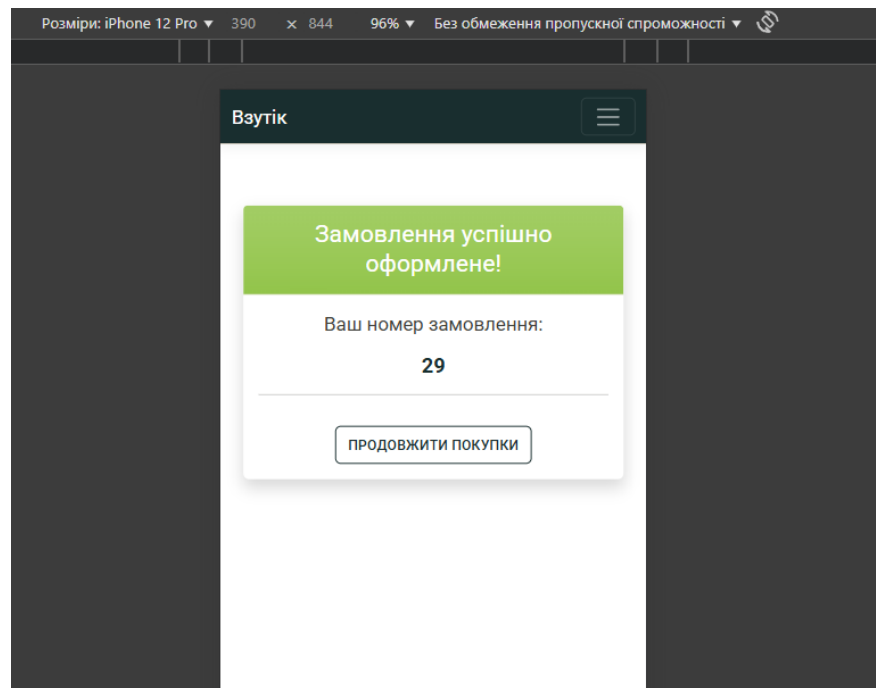 Розміри: iPhone 12 Pro ▼ 390 × 844 96% ▼ Без обмеження пропускної спроможності ▼
Взутік
Замовлення успішно
оформлене!
Ваш номер замовлення:
29
ПРОДОВЖИТИ ПОКУПКИ